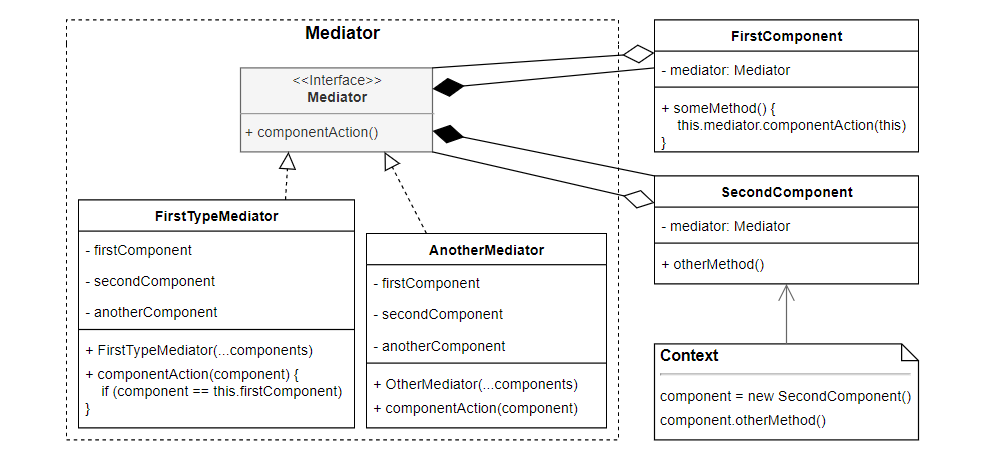 Mediator
<<Interface>>
Mediator
+ componentAction()
FirstTypeMediator
- firstComponent
- secondComponent
- anotherComponent
+ FirstTypeMediator(...components)
+ componentAction(component) {
if (component == this.firstComponent)
}
AnotherMediator
- firstComponent
- secondComponent
- anotherComponent
+ OtherMediator(...components)
+ componentAction(component)
FirstComponent
- mediator: Mediator
+ someMethod() {
this.mediator.componentAction(this)
}
SecondComponent
- mediator: Mediator
+ otherMethod()
Context
component = new SecondComponent()
component.otherMethod()